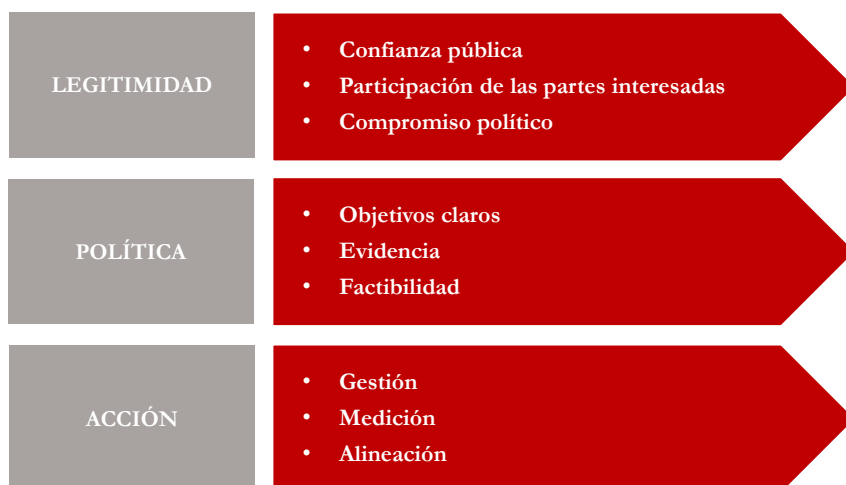 LEGITIMIDAD
• Confianza pública
• Participación de las partes interesadas
• Compromiso político
POLÍTICA
• Objetivos claros
• Evidencia
• Factibilidad
ACCIÓN
• Gestión
• Medición
• Alineación